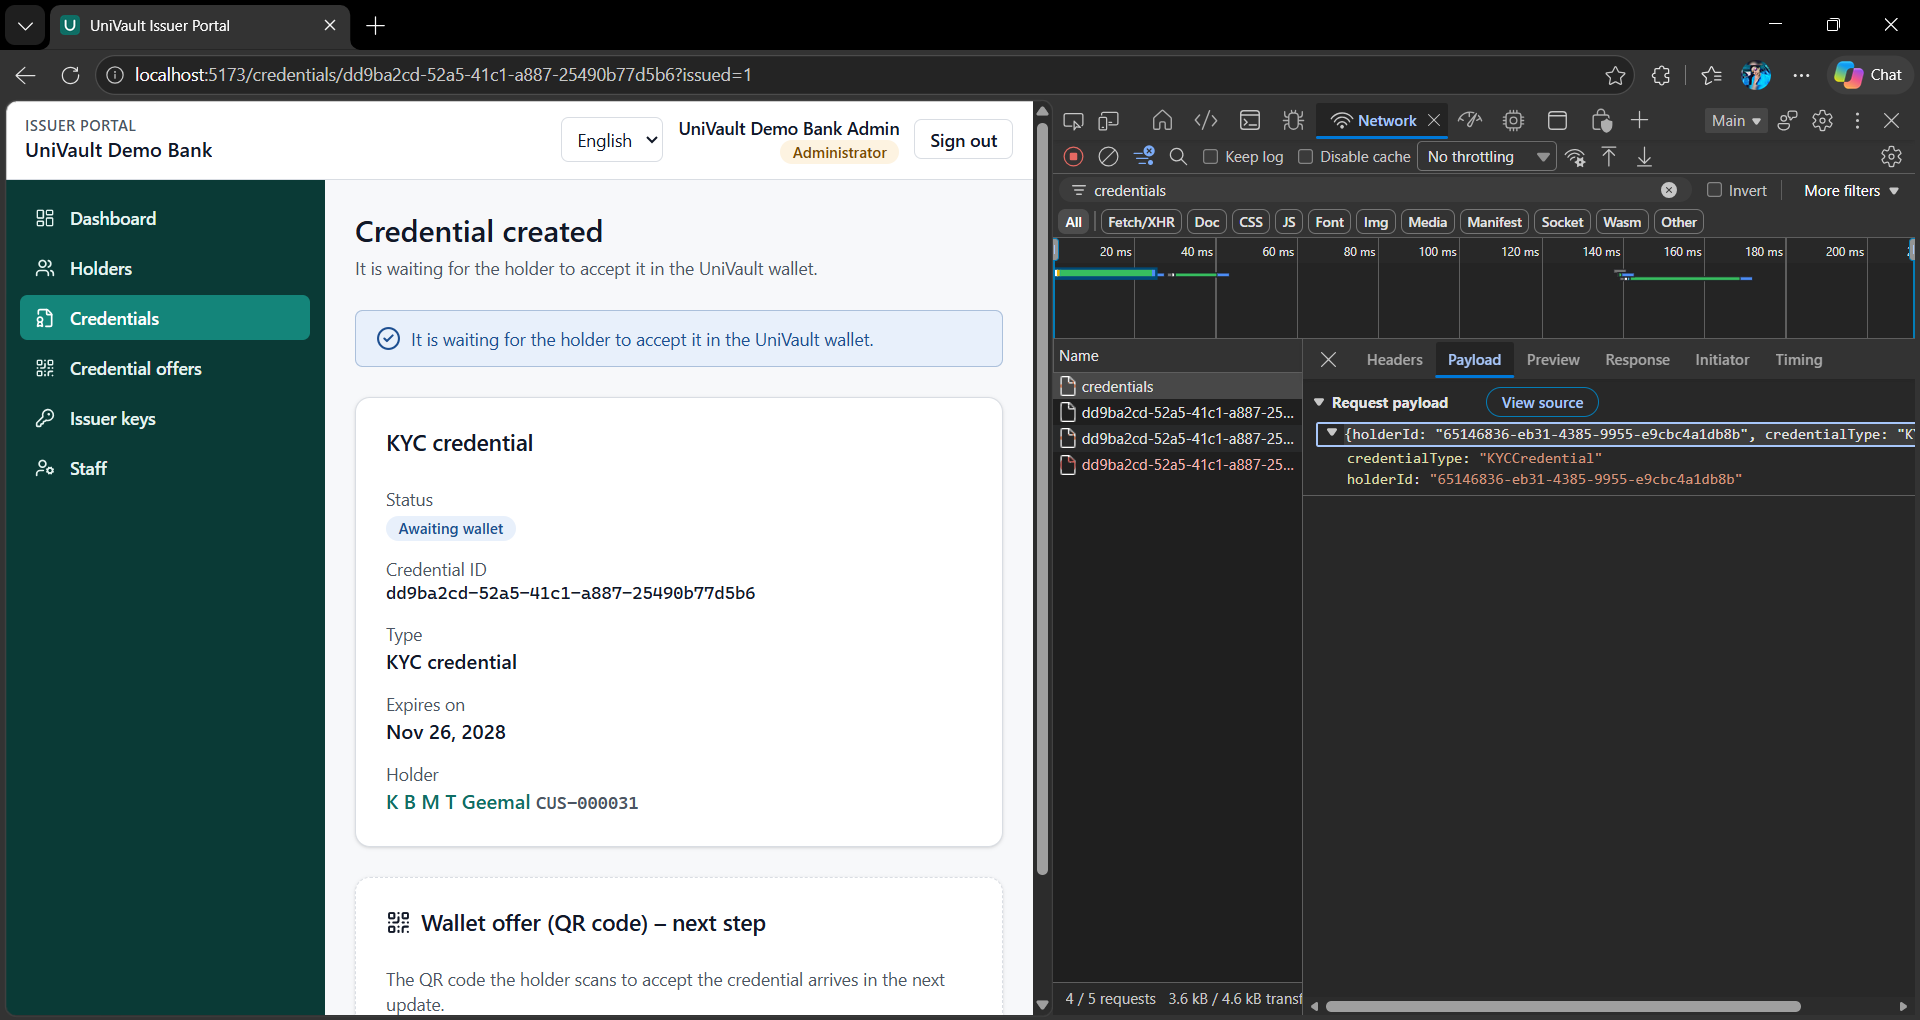 UniVault Issuer Portal
localhost:5173/credentials/dd9ba2cd-52a5-41c1-a887-25490b77d5b6?issued=1
Chat
ISSUER PORTAL
UniVault Demo Bank
English
UniVault Demo Bank Admin
Administrator
Sign out
Dashboard
Holders
Credentials
Credential offers
Issuer keys
Staff
Credential created
It is waiting for the holder to accept it in the UniVault wallet.
It is waiting for the holder to accept it in the UniVault wallet.
KYC credential
Status
Awaiting wallet
Credential ID
dd9ba2cd-52a5-41c1-a887-25490b77d5b6
Type
KYC credential
Expires on
Nov 26, 2028
Holder
K B M T Geemal CUS-000031
Wallet offer (QR code) – next step
The QR code the holder scans to accept the credential arrives in the next
update.
Network
Main
Keep log
Disable cache
No throttling
credentials
Invert
More filters
All
Fetch/XHR
Doc
CSS
JS
Font
Img
Media
Manifest
Socket
Wasm
Other
20 ms
40 ms
60 ms
80 ms
100 ms
120 ms
140 ms
160 ms
180 ms
200 ms
Name
credentials
dd9ba2cd-52a5-41c1-a887-25...
dd9ba2cd-52a5-41c1-a887-25...
dd9ba2cd-52a5-41c1-a887-25...
4 / 5 requests 3.6 kB / 4.6 kB transf
Headers
Payload
Preview
Response
Initiator
Timing
Request payload
View source
{holderId: "65146836-eb31-4385-9955-e9cbc4a1db8b", credentialType: "KY
credentialType: "KYCCredential"
holderId: "65146836-eb31-4385-9955-e9cbc4a1db8b"